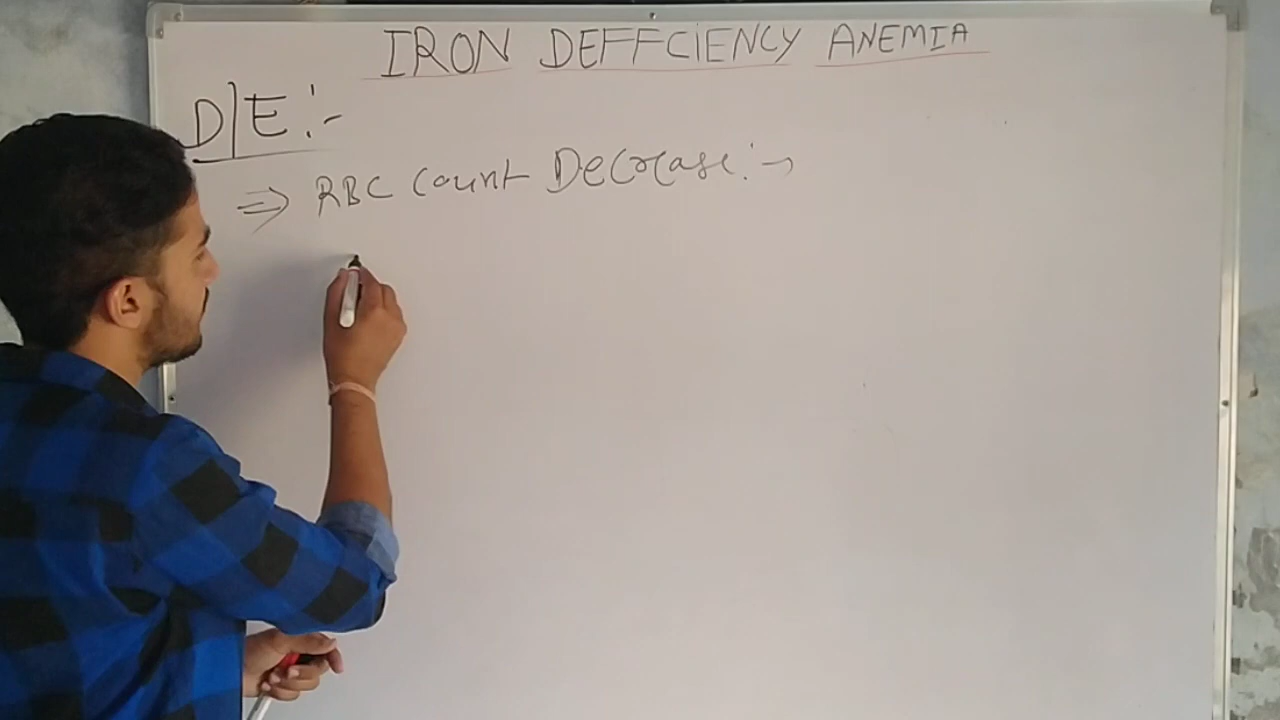 IRON DEFFCIENCY ANEMIA
D/E :-
⇒ RBC Count Decrease :→